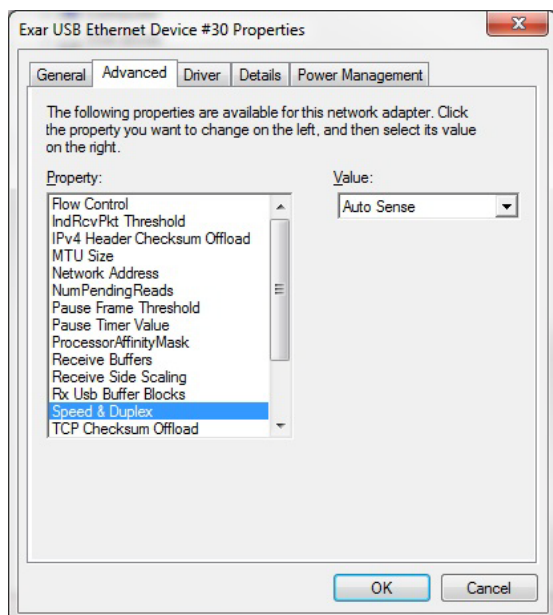 Exar USB Ethernet Device #30 Properties
General Advanced Driver Details Power Management
The following properties are available for this network adapter. Click
the property you want to change on the left, and then select its value
on the right.
Property:
Value:
Flow Control
IndRcvPkt Threshold
IPv4 Header Checksum Offload
MTU Size
Network Address
NumPendingReads
Pause Frame Threshold
Pause Timer Value
ProcessorAffinityMask
Receive Buffers
Receive Side Scaling
Rx Usb Buffer Blocks
Speed & Duplex
TCP Checksum Offload
Auto Sense
OK Cancel